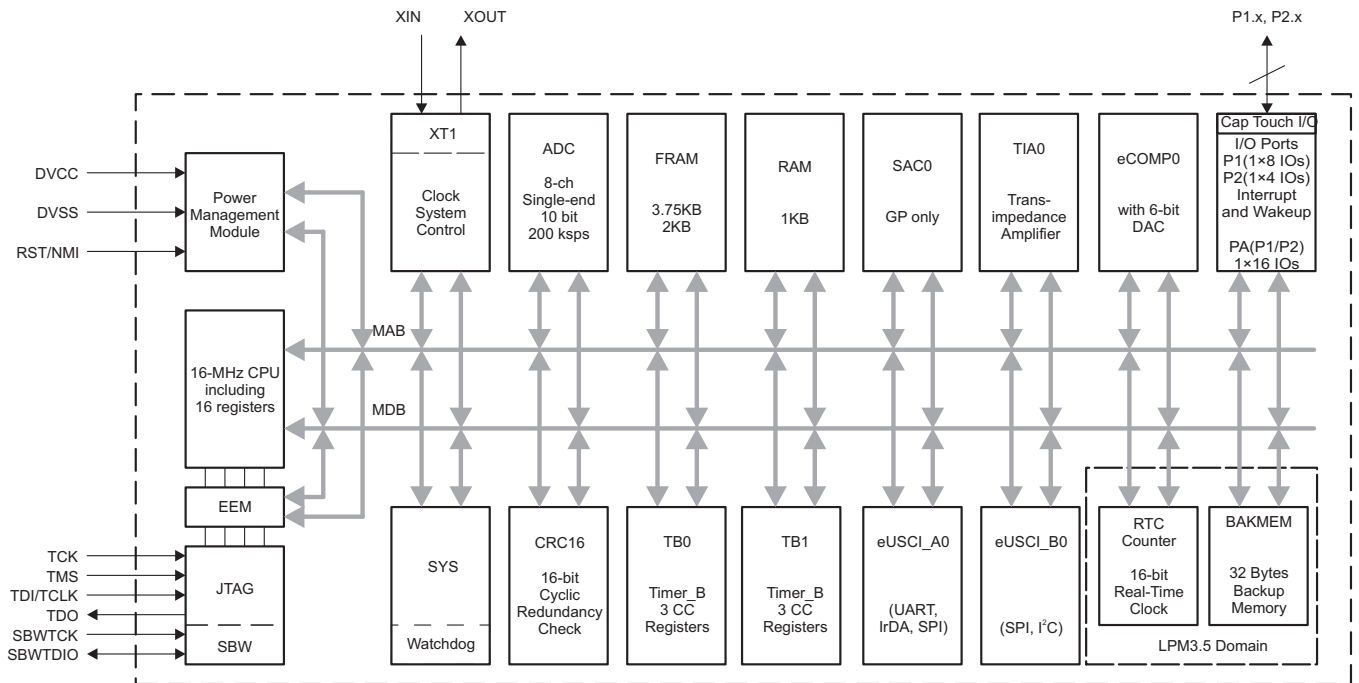 XIN
XOUT
P1.x, P2.x
DVCC
DVSS
RST/NMI
Power
Management
Module
XT1
Clock
System
Control
ADC
8-ch
Single-end
10 bit
200 ksps
FRAM
3.75KB
2KB
RAM
1KB
SAC0
GP only
TIA0
Trans-
impedance
Amplifier
eCOMP0
with 6-bit
DAC
Cap Touch I/O
I/O Ports
P1(1×8 IOs)
P2(1×4 IOs)
Interrupt
and Wakeup
PA(P1/P2)
1×16 IOs
MAB
16-MHz CPU
including
16 registers
MDB
EEM
TCK
TMS
TDI/TCLK
TDO
SBWTCK
SBWTDIO
JTAG
SBW
SYS
Watchdog
CRC16
16-bit
Cyclic
Redundancy
Check
TB0
Timer_B
3 CC
Registers
TB1
Timer_B
3 CC
Registers
eUSCI_A0
(UART,
IrDA, SPI)
eUSCI_B0
(SPI, I²C)
RTC
Counter
16-bit
Real-Time
Clock
BAKMEM
32 Bytes
Backup
Memory
LPM3.5 Domain